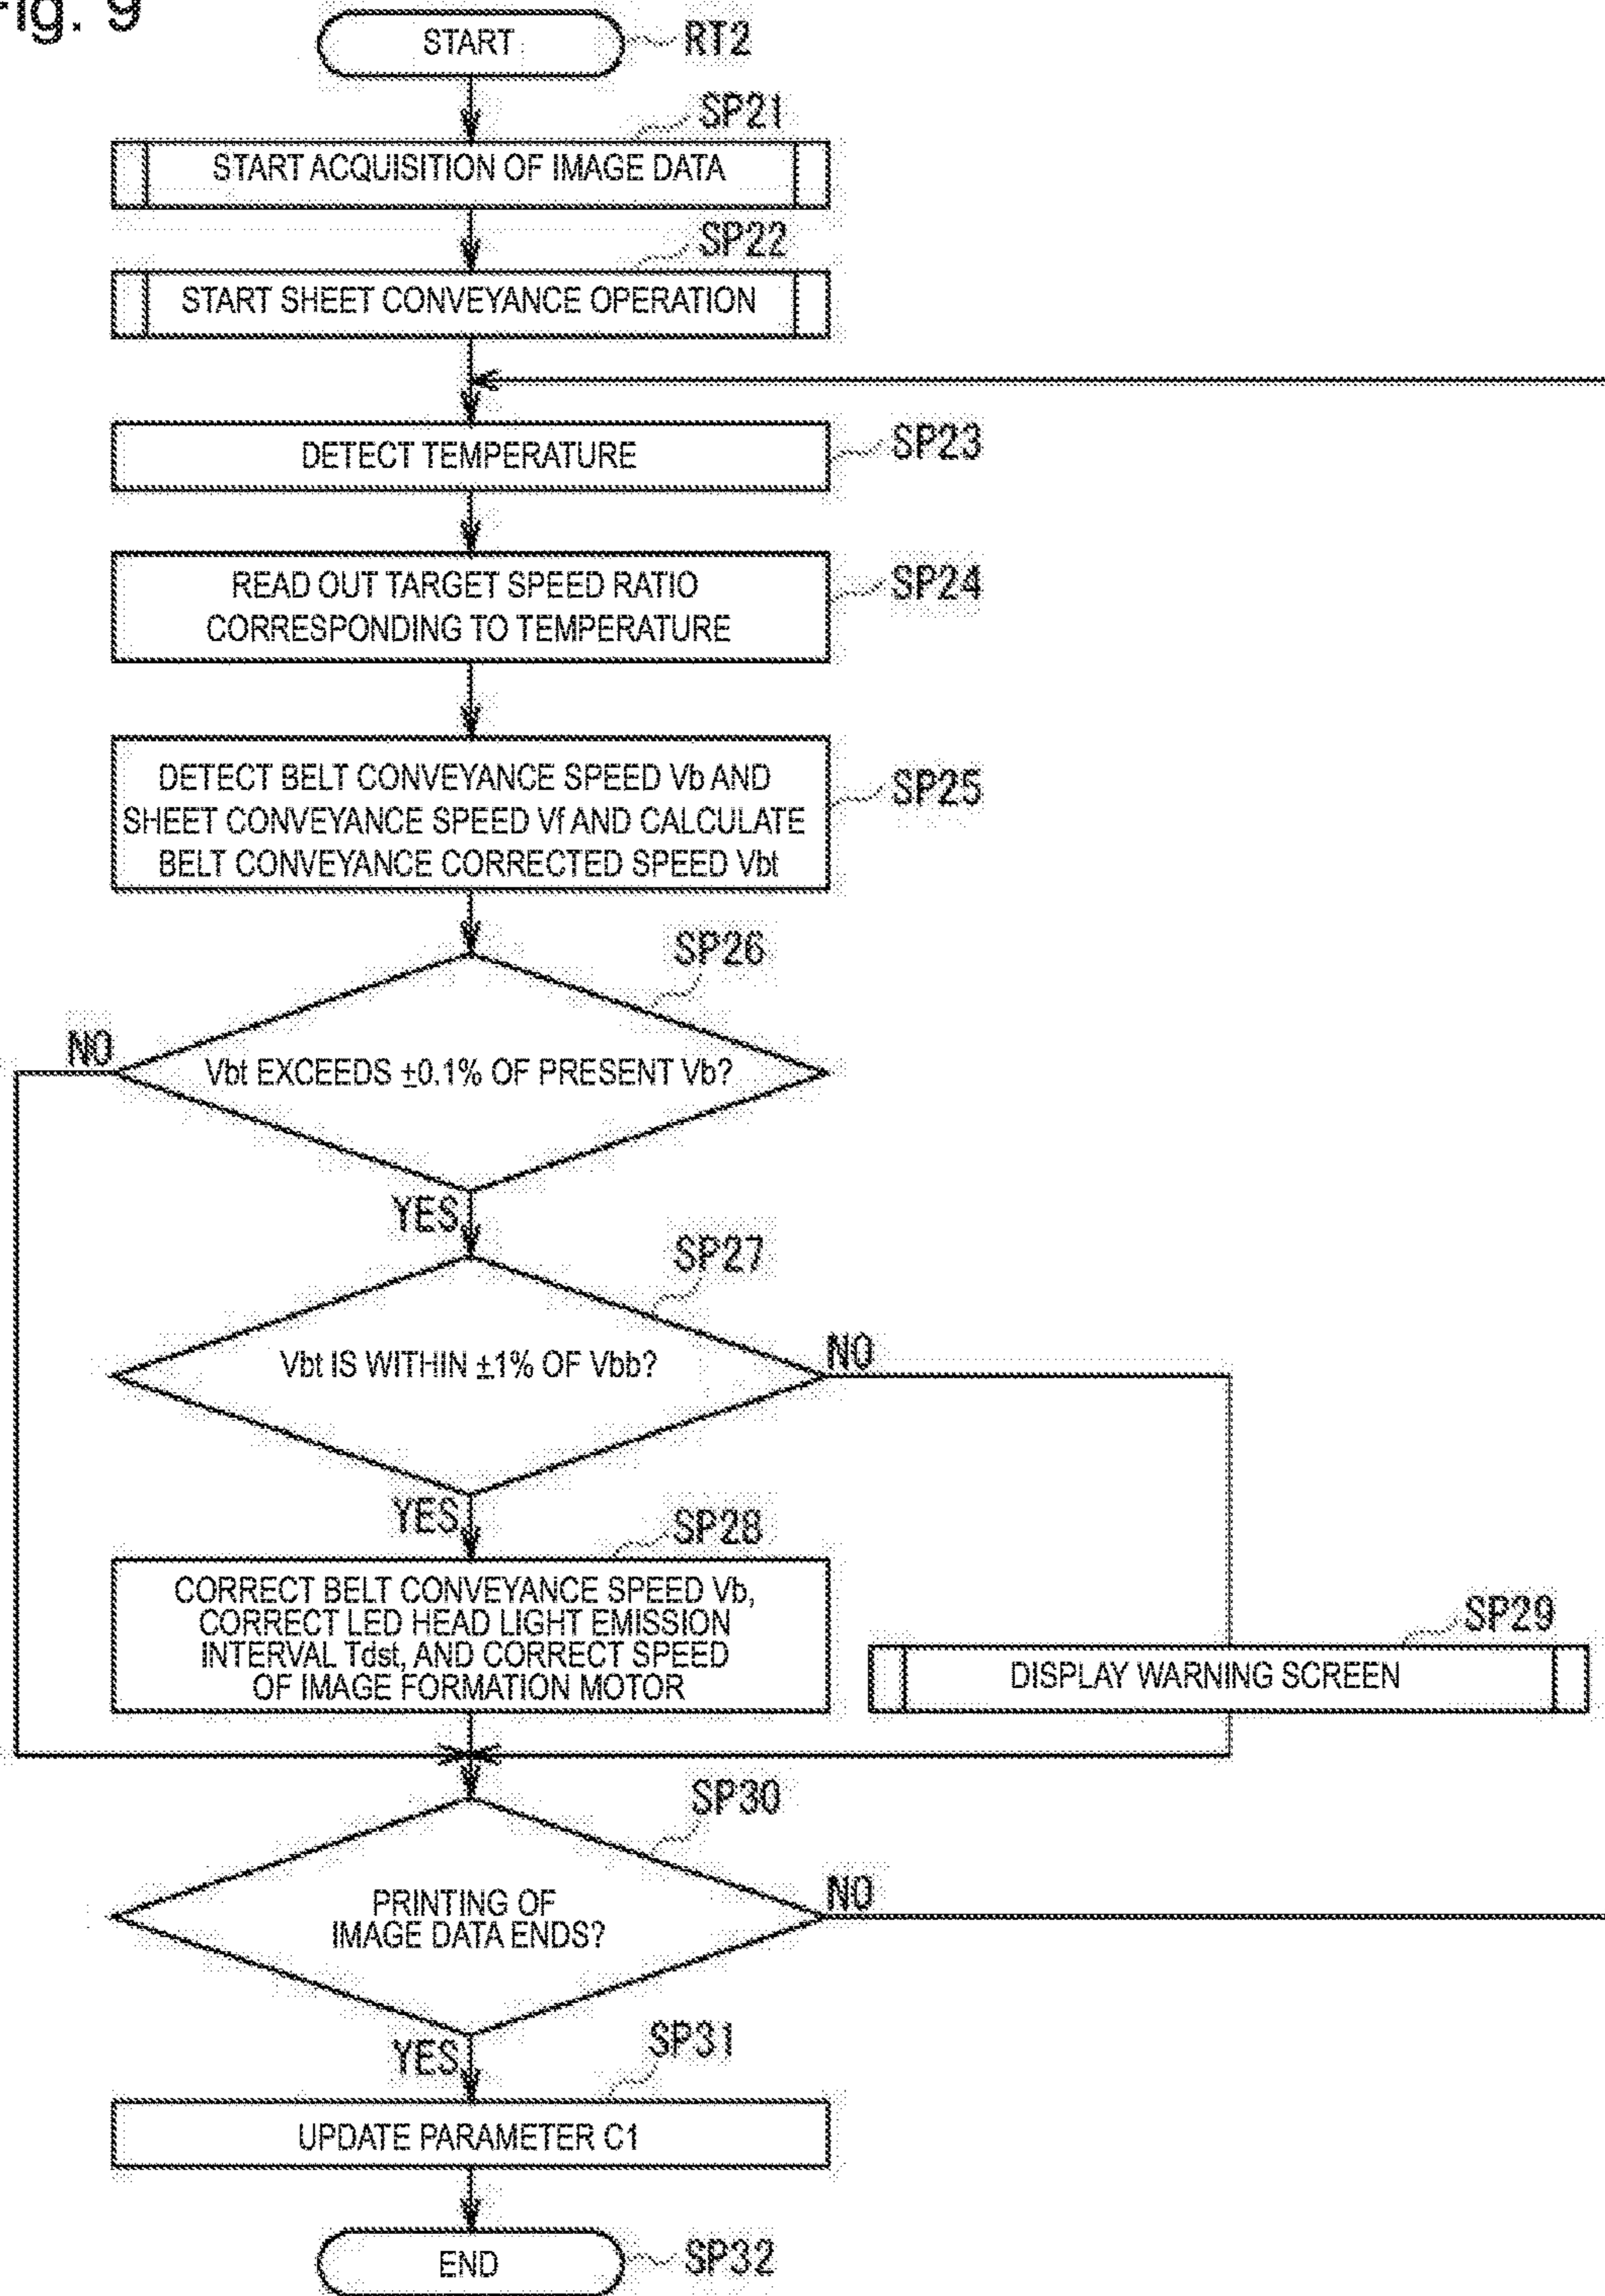 Fig. 9
START
RT2
SP21
START ACQUISITION OF IMAGE DATA
SP22
START SHEET CONVEYANCE OPERATION
DETECT TEMPERATURE
SP23
READ OUT TARGET SPEED RATIO
CORRESPONDING TO TEMPERATURE
SP24
DETECT BELT CONVEYANCE SPEED Vb AND
SHEET CONVEYANCE SPEED Vf AND CALCULATE
BELT CONVEYANCE CORRECTED SPEED Vbt
SP25
SP26
NO
Vbt EXCEEDS ±0.1% OF PRESENT Vb?
YES
SP27
Vbt IS WITHIN ±1% OF Vbb?
NO
YES
SP28
CORRECT BELT CONVEYANCE SPEED Vb,
CORRECT LED HEAD LIGHT EMISSION
INTERVAL Tdst, AND CORRECT SPEED
OF IMAGE FORMATION MOTOR
SP29
DISPLAY WARNING SCREEN
SP30
PRINTING OF
IMAGE DATA ENDS?
NO
YES
SP31
UPDATE PARAMETER C1
END
SP32